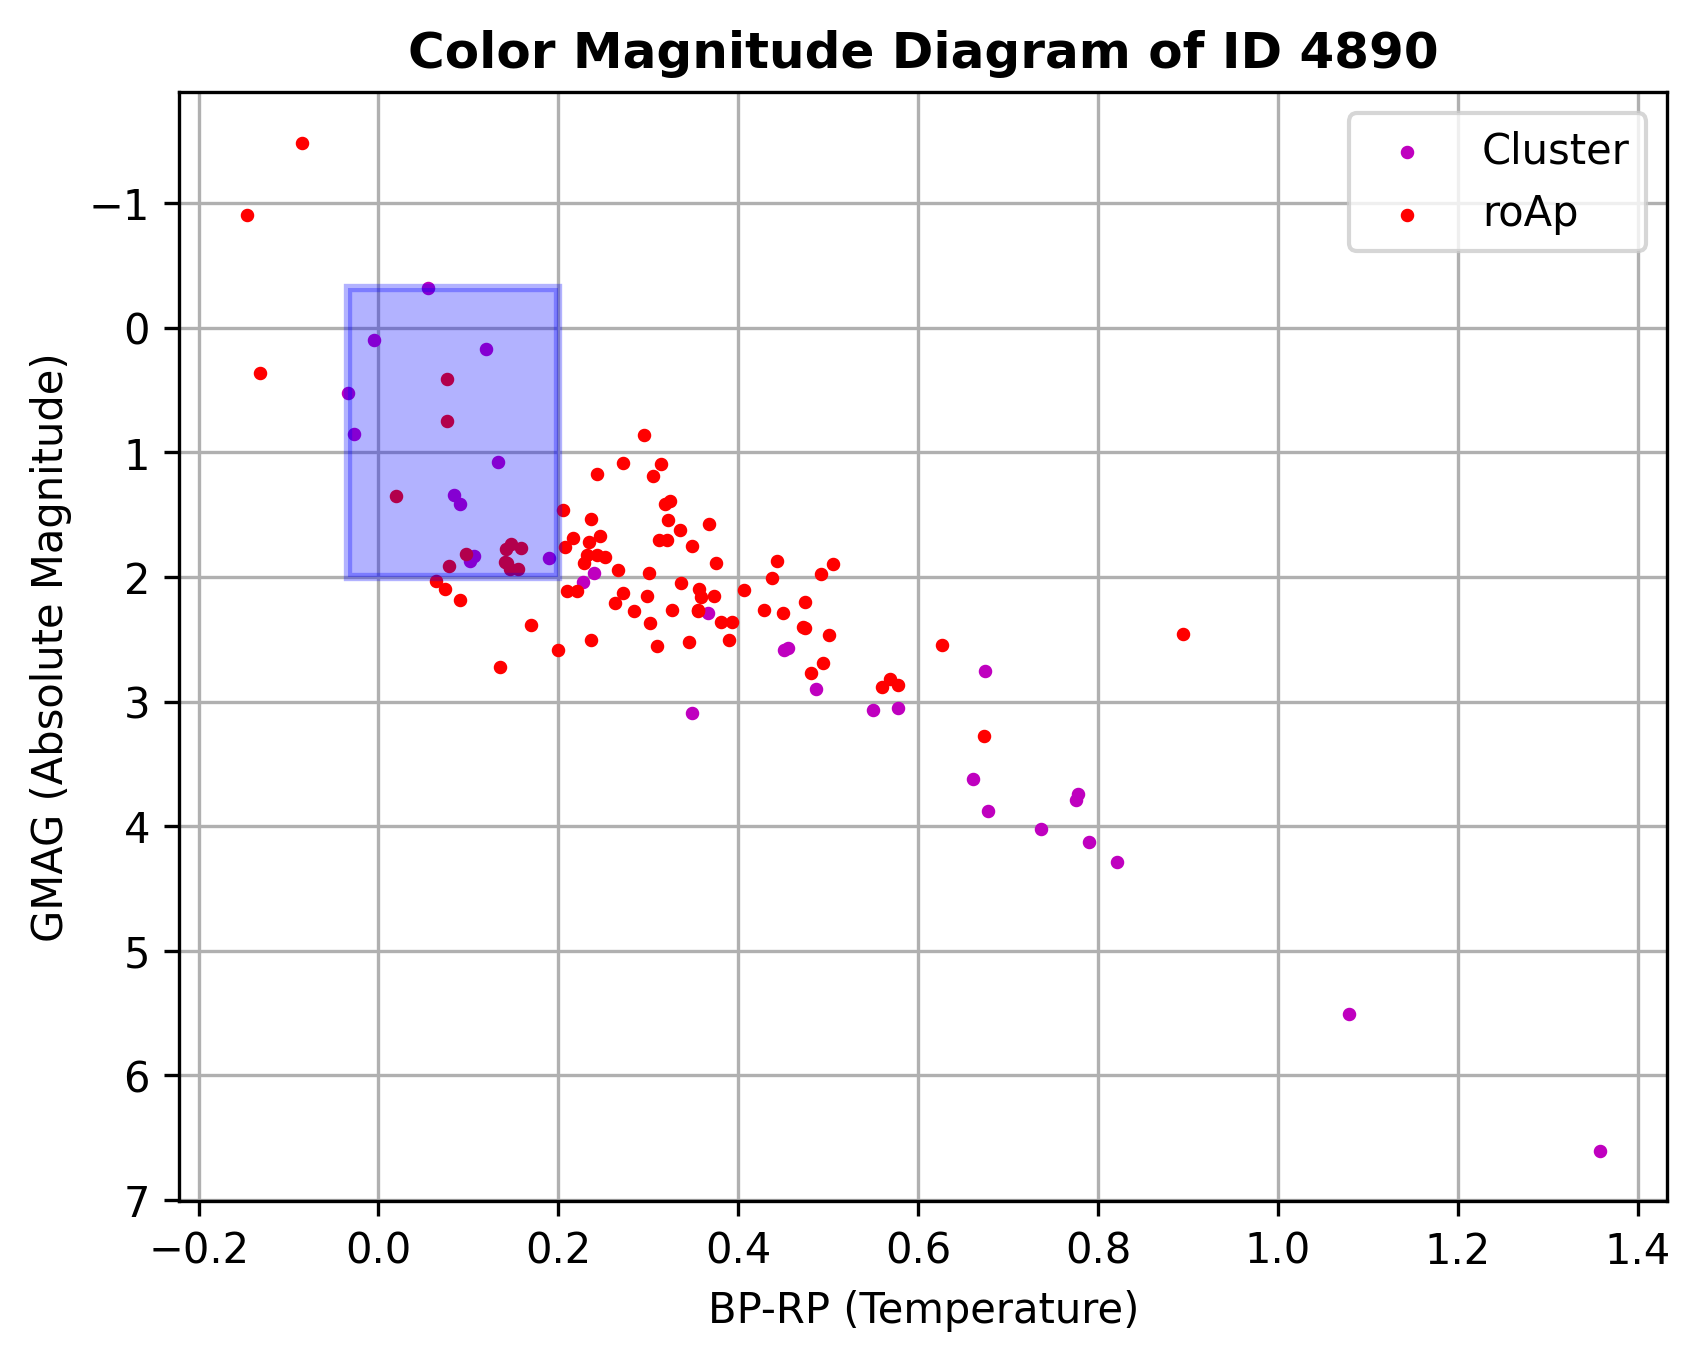 Color Magnitude Diagram of ID 4890
Cluster
roAp
−1
0
1
2
3
4
5
6
7
GMAG (Absolute Magnitude)
−0.2 0.0 0.2 0.4 0.6 0.8 1.0 1.2 1.4
BP-RP (Temperature)